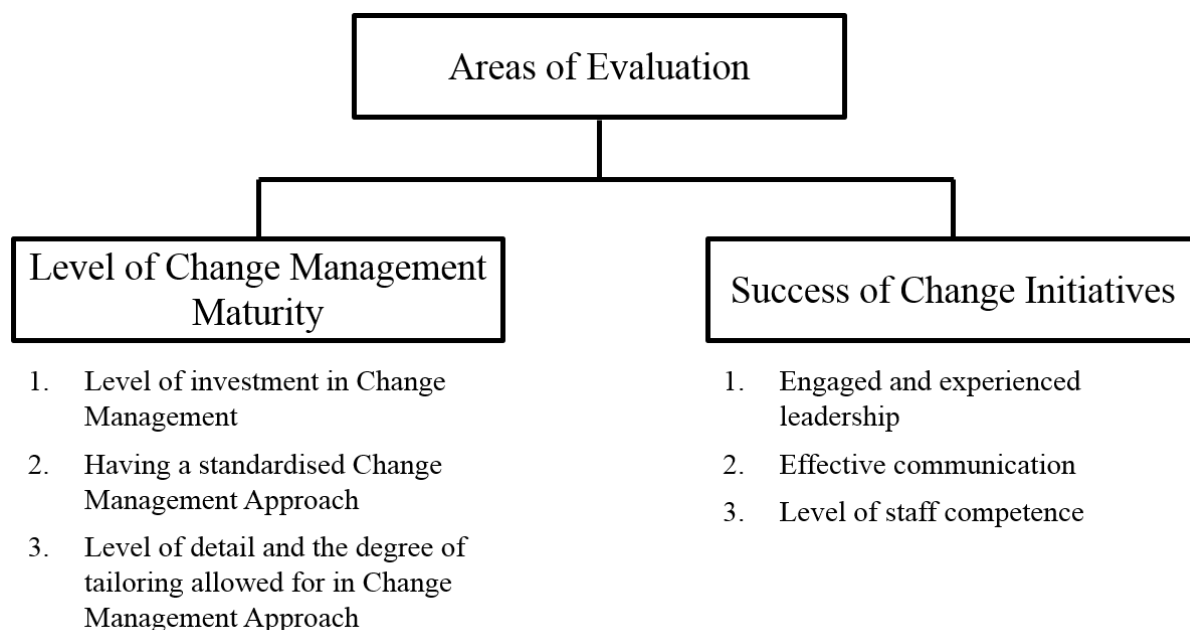 Areas of Evaluation
Level of Change Management
Maturity
1. Level of investment in Change
Management
2. Having a standardised Change
Management Approach
3. Level of detail and the degree of
tailoring allowed for in Change
Management Approach
Success of Change Initiatives
1. Engaged and experienced
leadership
2. Effective communication
3. Level of staff competence